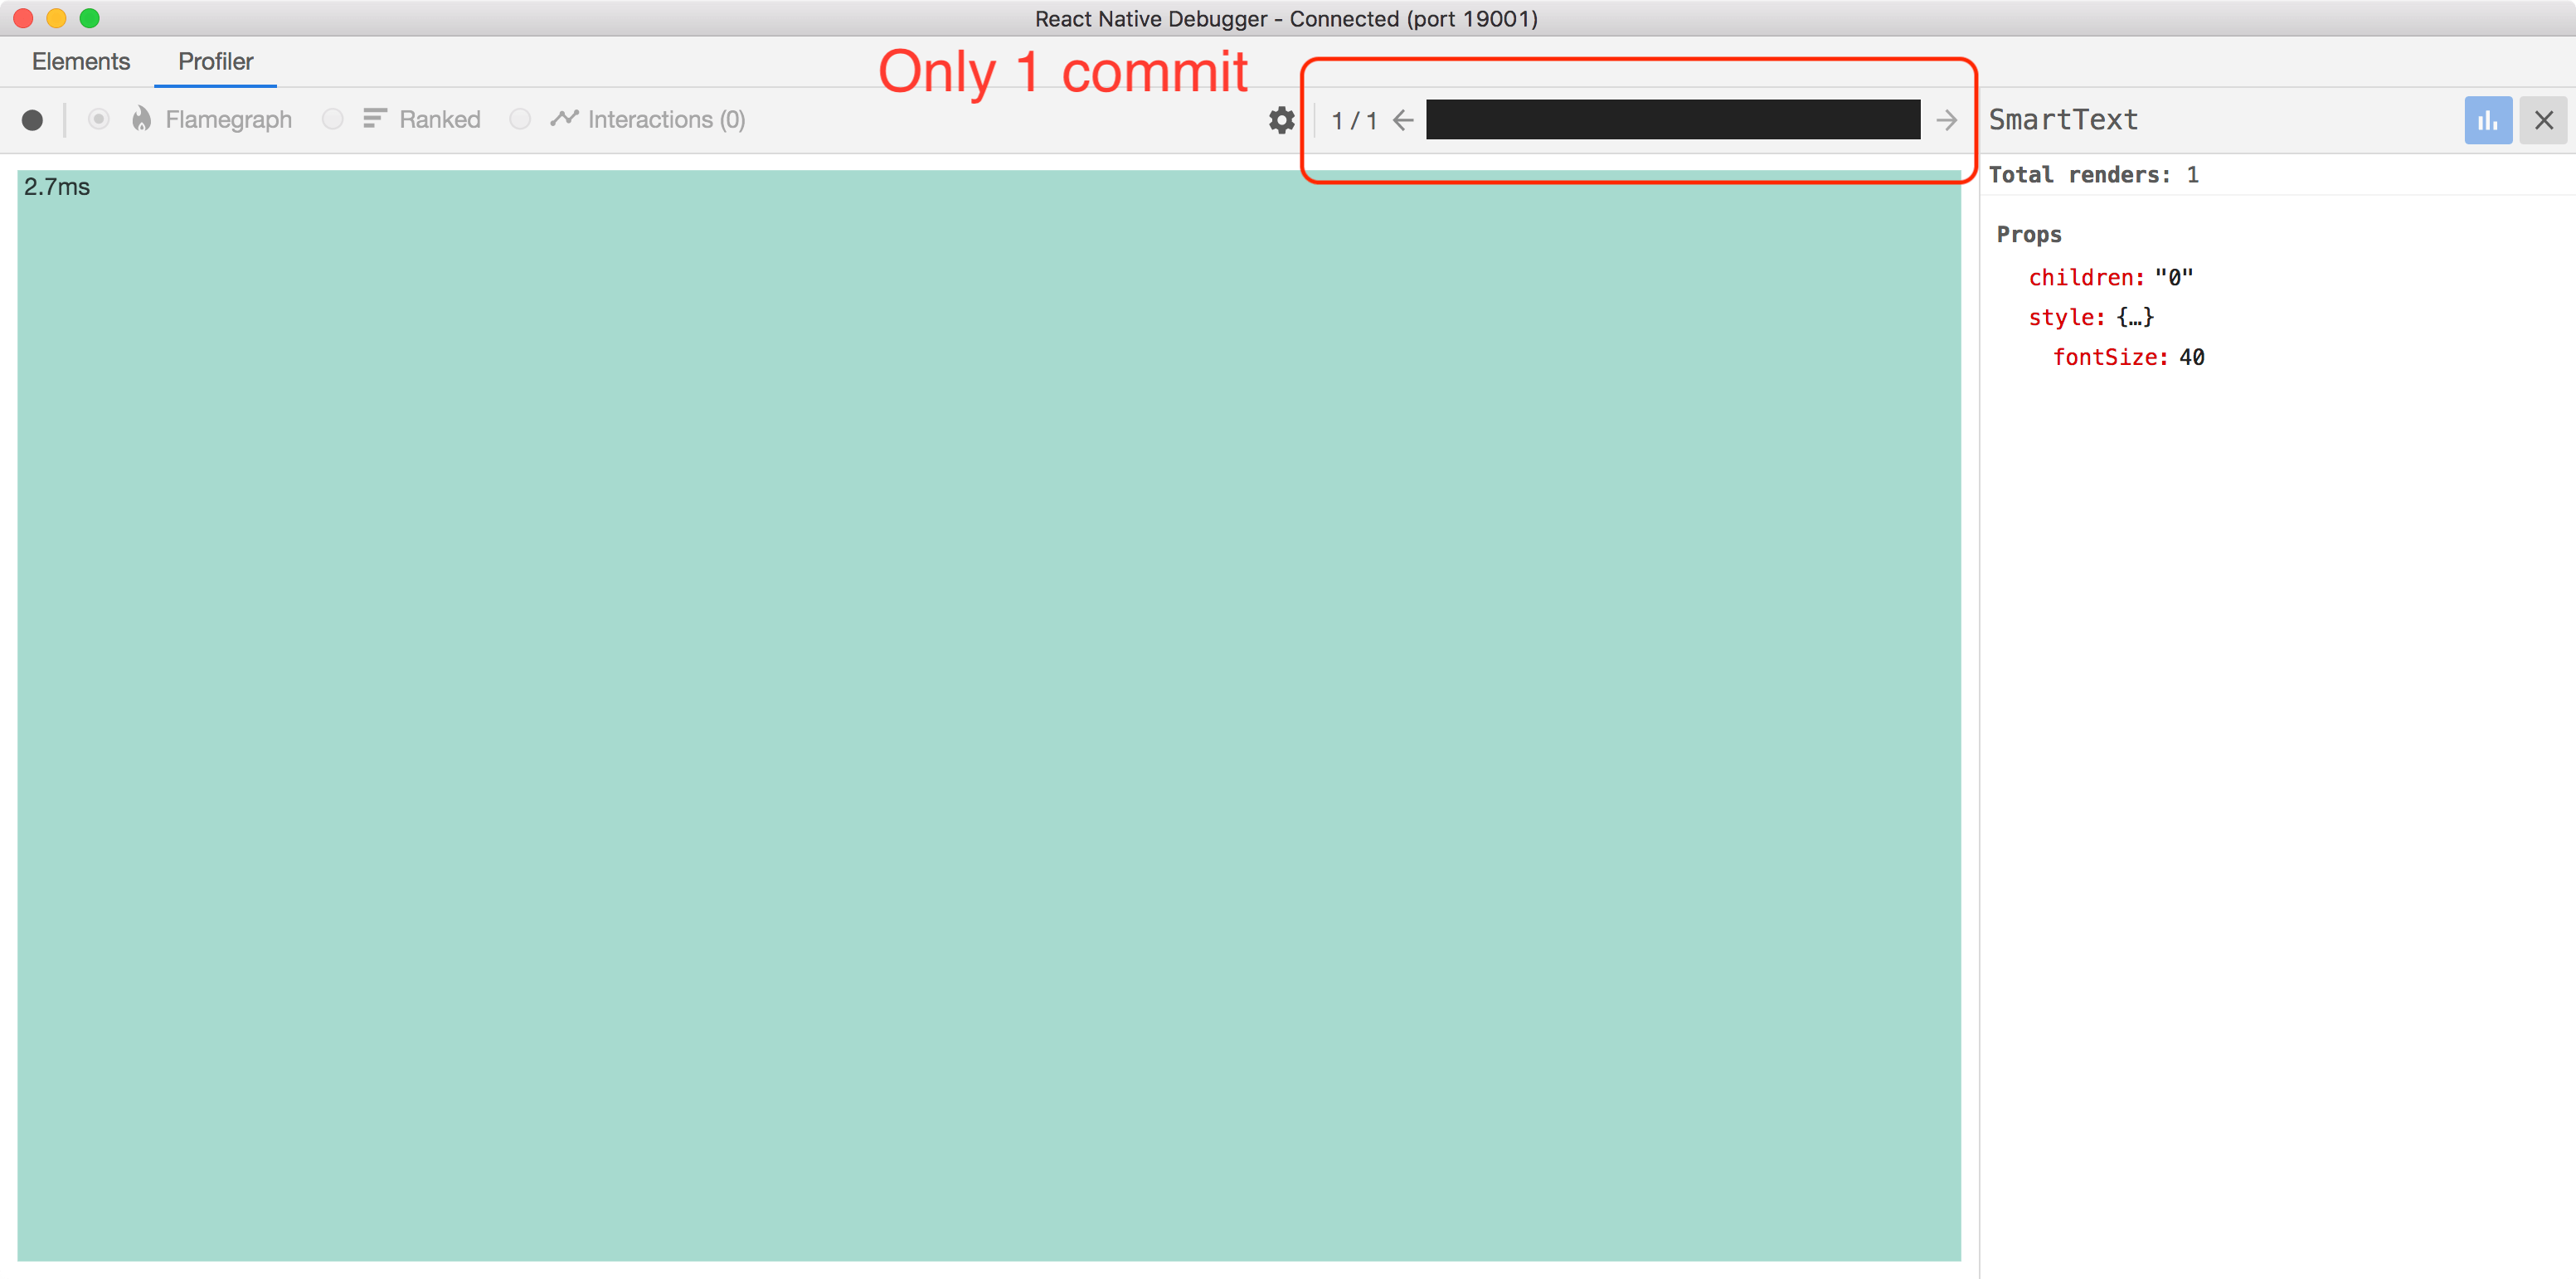 React Native Debugger - Connected (port 19001)
Elements Profiler
Only 1 commit
Flamegraph Ranked Interactions (0) 1 / 1 SmartText
2.7ms
Total renders: 1
Props
children: "0"
style: {…}
fontSize: 40